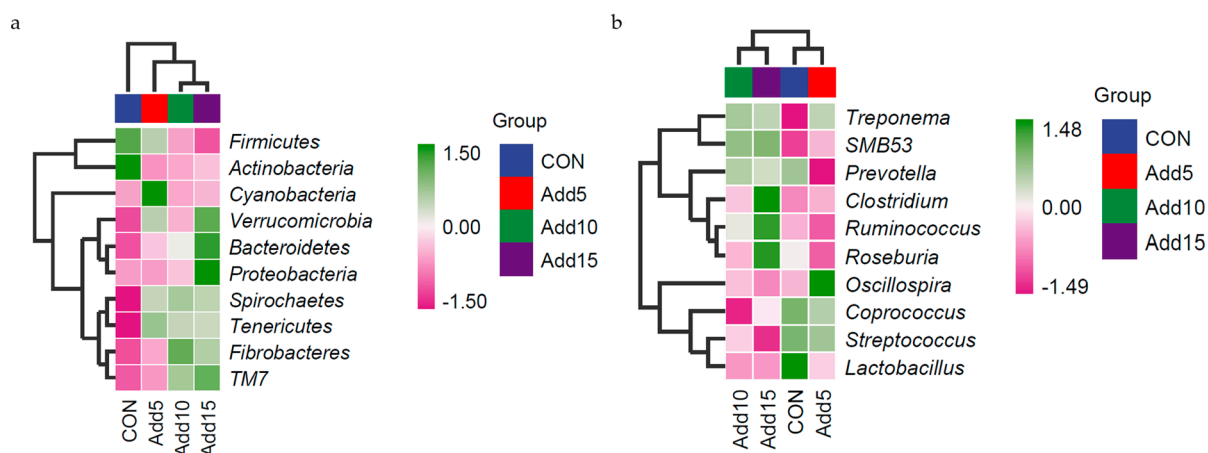 a
Firmicutes
Actinobacteria
Cyanobacteria
Verrucomicrobia
Bacteroidetes
Proteobacteria
Spirochaetes
Tenericutes
Fibrobacteres
TM7
CON
Add5
Add10
Add15
1.50
0.00
-1.50
Group
CON
Add5
Add10
Add15
b
Treponema
SMB53
Prevotella
Clostridium
Ruminococcus
Roseburia
Oscillospira
Coprococcus
Streptococcus
Lactobacillus
Add10
Add15
CON
Add5
1.48
0.00
-1.49
Group
CON
Add5
Add10
Add15